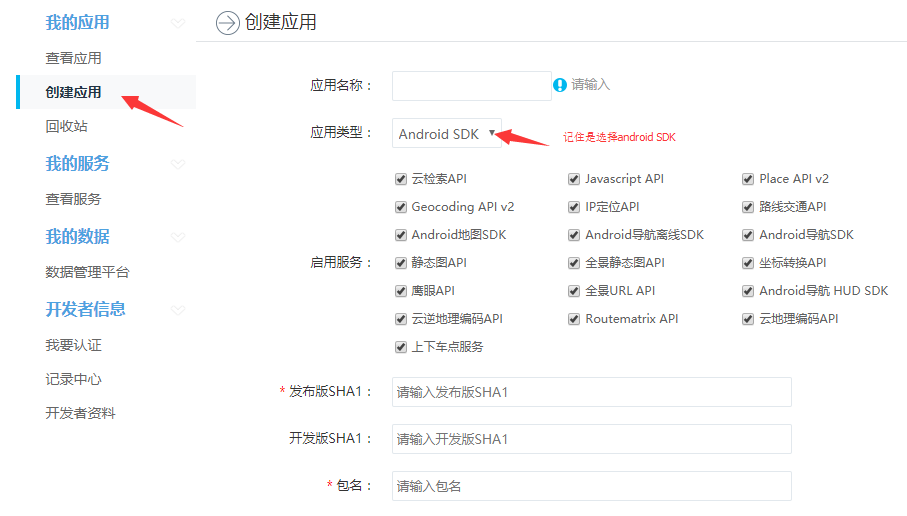 我的应用
查看应用
创建应用
回收站
我的服务
查看服务
我的数据
数据管理平台
开发者信息
我要认证
记录中心
开发者资料
创建应用
应用名称： 请输入
应用类型： Android SDK 记住是选择android SDK
云检索API Javascript API Place API v2
Geocoding API v2 IP定位API 路线交通API
Android地图SDK Android导航离线SDK Android导航SDK
启用服务： 静态图API 全景静态图API 坐标转换API
鹰眼API 全景URL API Android导航 HUD SDK
云逆地理编码API Routematrix API 云地理编码API
上下车点服务
* 发布版SHA1： 请输入发布版SHA1
开发版SHA1： 请输入开发版SHA1
* 包名： 请输入包名